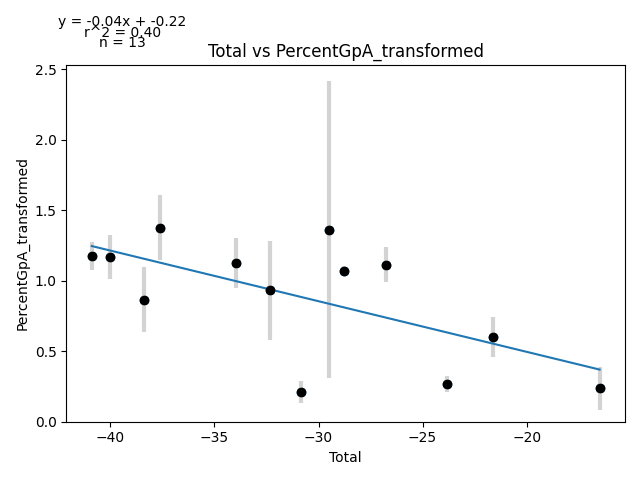 y = -0.04x + -0.22
r^2 = 0.40
n = 13
Total vs PercentGpA_transformed
PercentGpA_transformed
2.5
2.0
1.5
1.0
0.5
0.0
−40
−35
−30
−25
−20
Total